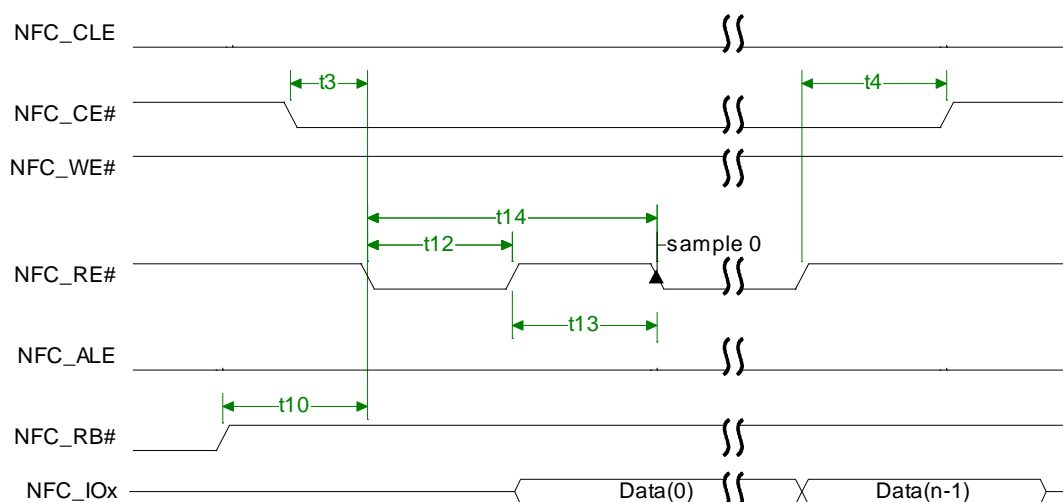 NFC_CLE
t3
t4
NFC_CE#
NFC_WE#
t14
t12
sample 0
NFC_RE#
t13
NFC_ALE
t10
NFC_RB#
NFC_IOx
Data(0)
Data(n-1)